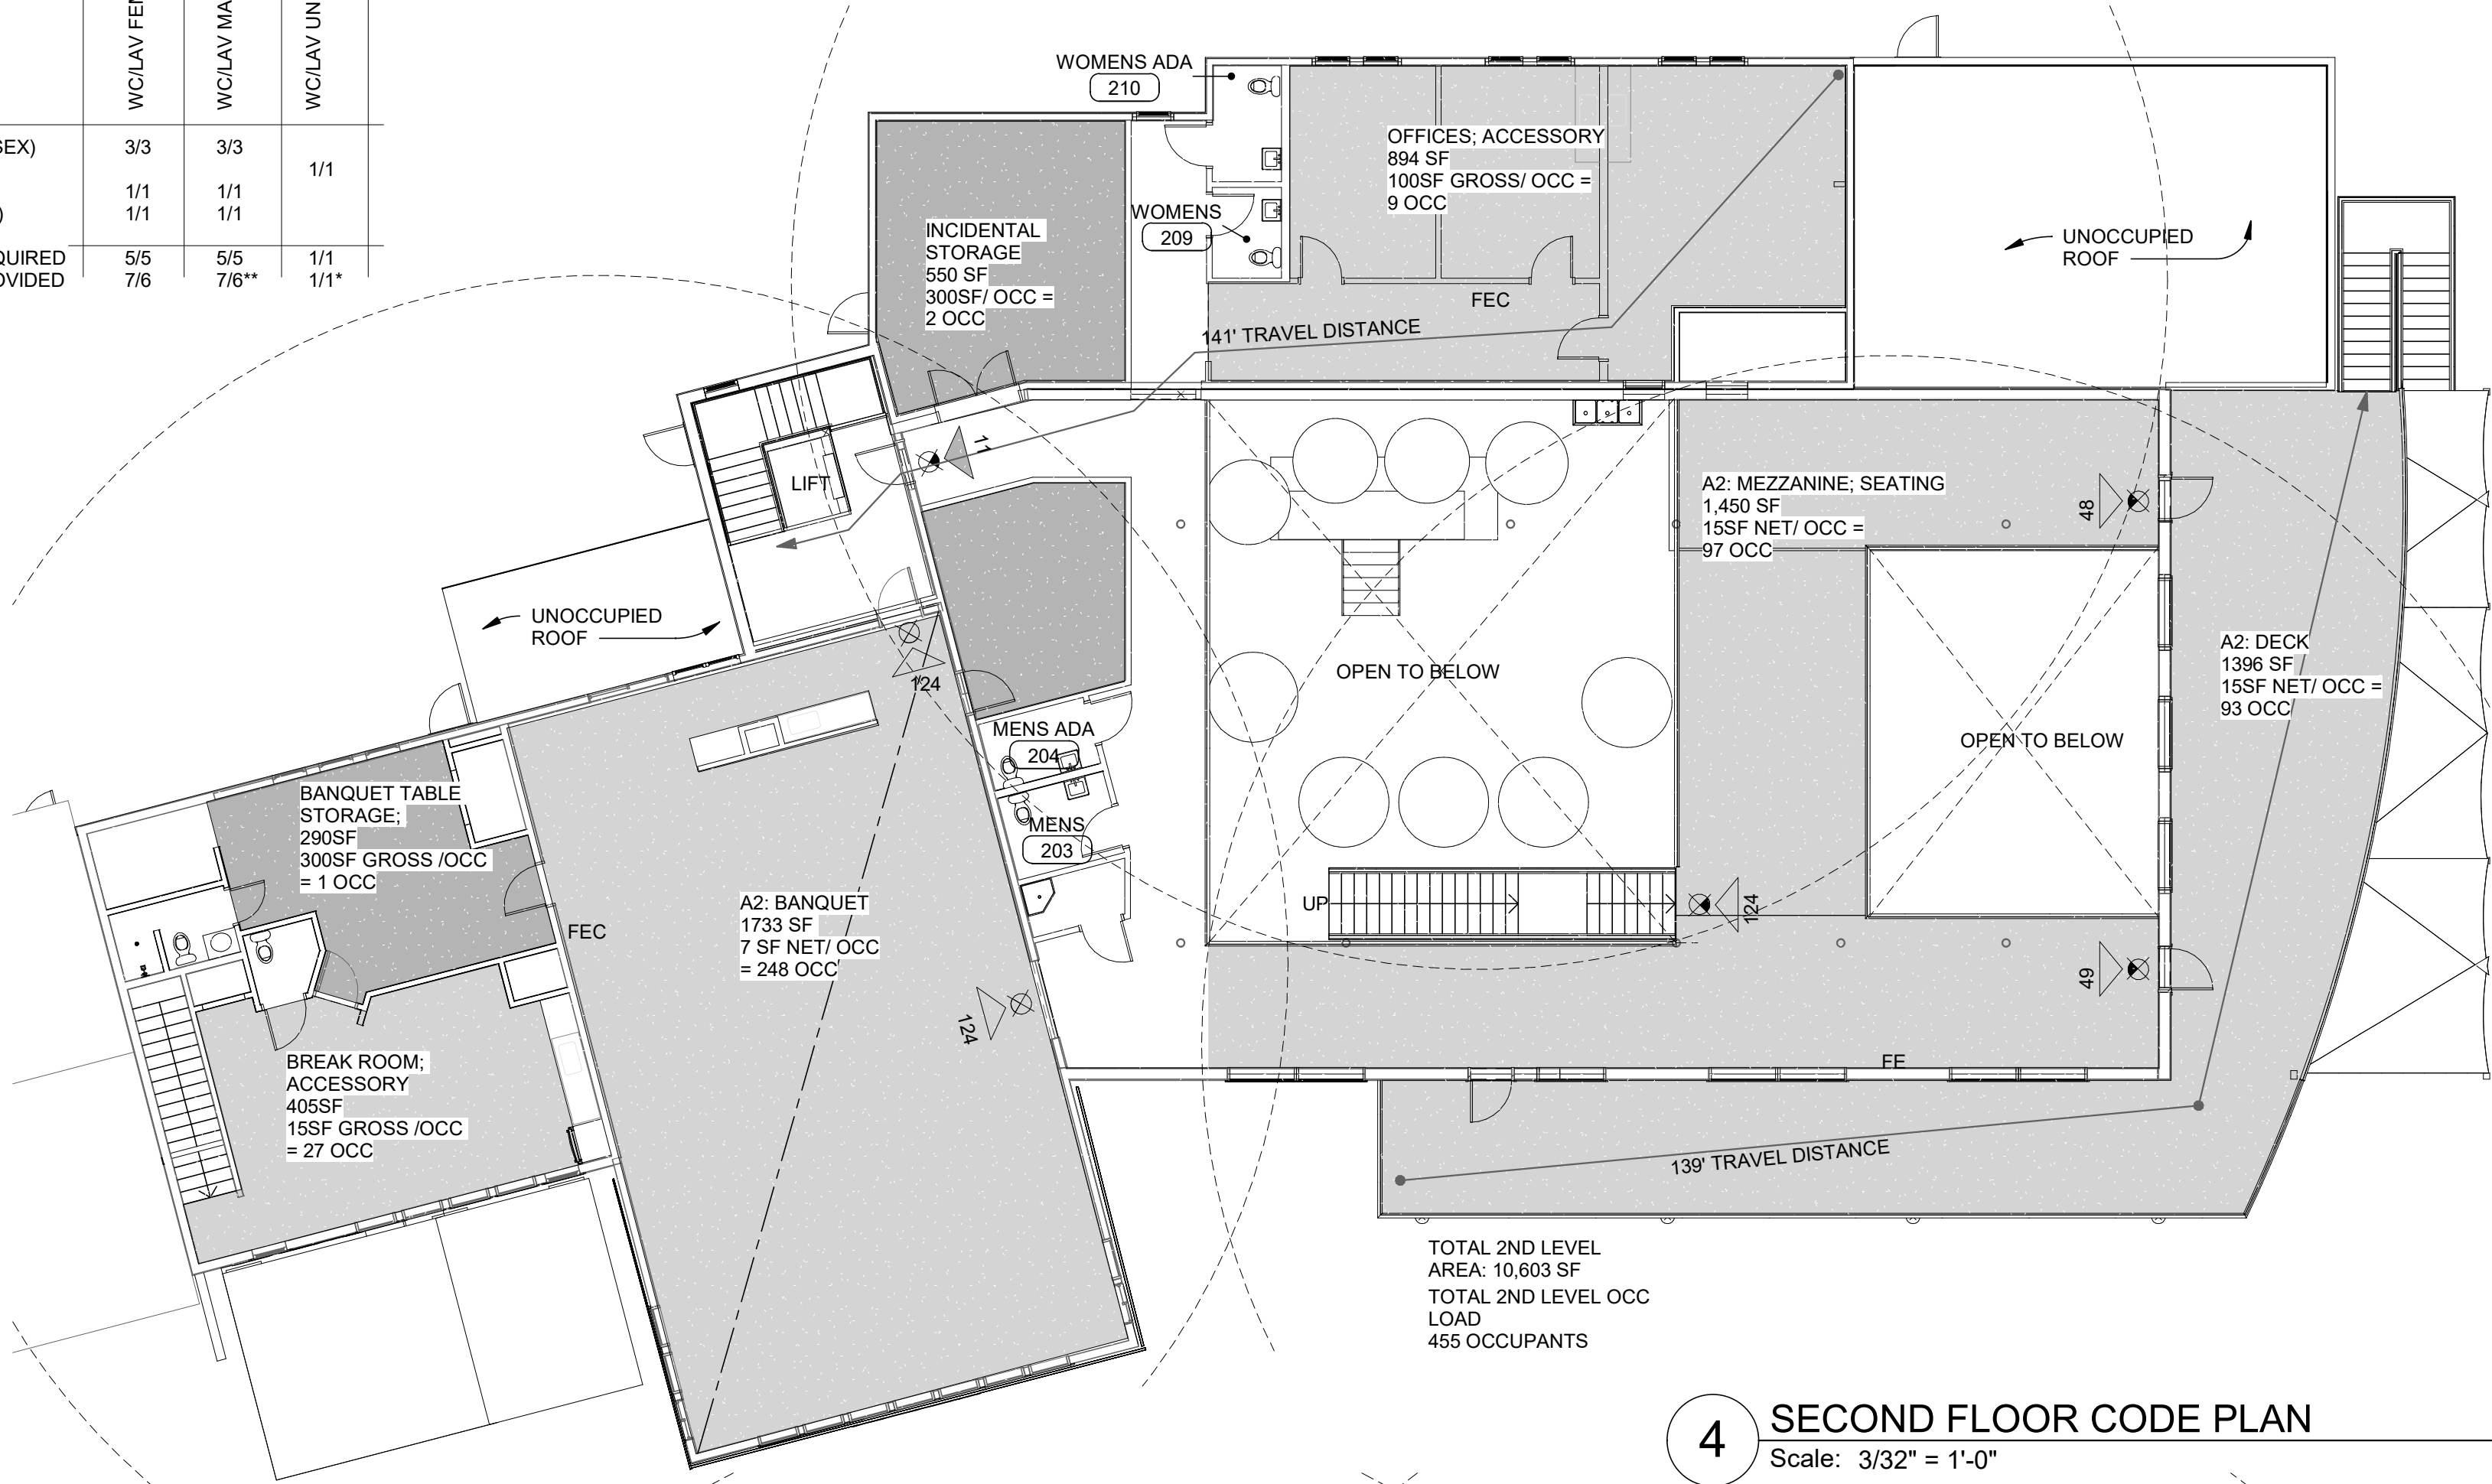 WC/LAV FEM
WC/LAV MA
WC/LAV UN
SEX) 3/3 3/3
1/1
1/1 1/1
) 1/1 1/1
QUIRED 5/5 5/5 1/1
OVIDED 7/6 7/6** 1/1*
WOMENS ADA
210
WOMENS
209
OFFICES; ACCESSORY
894 SF
100SF GROSS/ OCC =
9 OCC
FEC
INCIDENTAL
STORAGE
550 SF
300SF/ OCC =
2 OCC
141' TRAVEL DISTANCE
UNOCCUPIED
ROOF
11
LIFT
A2: MEZZANINE; SEATING
1,450 SF
15SF NET/ OCC =
97 OCC
48
UNOCCUPIED
ROOF
124
OPEN TO BELOW
A2: DECK
1396 SF
15SF NET/ OCC =
93 OCC
OPEN TO BELOW
MENS ADA
204
MENS
203
BANQUET TABLE
STORAGE;
290SF
300SF GROSS /OCC
= 1 OCC
FEC
A2: BANQUET
1733 SF
7 SF NET/ OCC
= 248 OCC
UP
124
49
124
BREAK ROOM;
ACCESSORY
405SF
15SF GROSS /OCC
= 27 OCC
FE
139' TRAVEL DISTANCE
TOTAL 2ND LEVEL
AREA: 10,603 SF
TOTAL 2ND LEVEL OCC
LOAD
455 OCCUPANTS
4
SECOND FLOOR CODE PLAN
Scale: 3/32" = 1'-0"